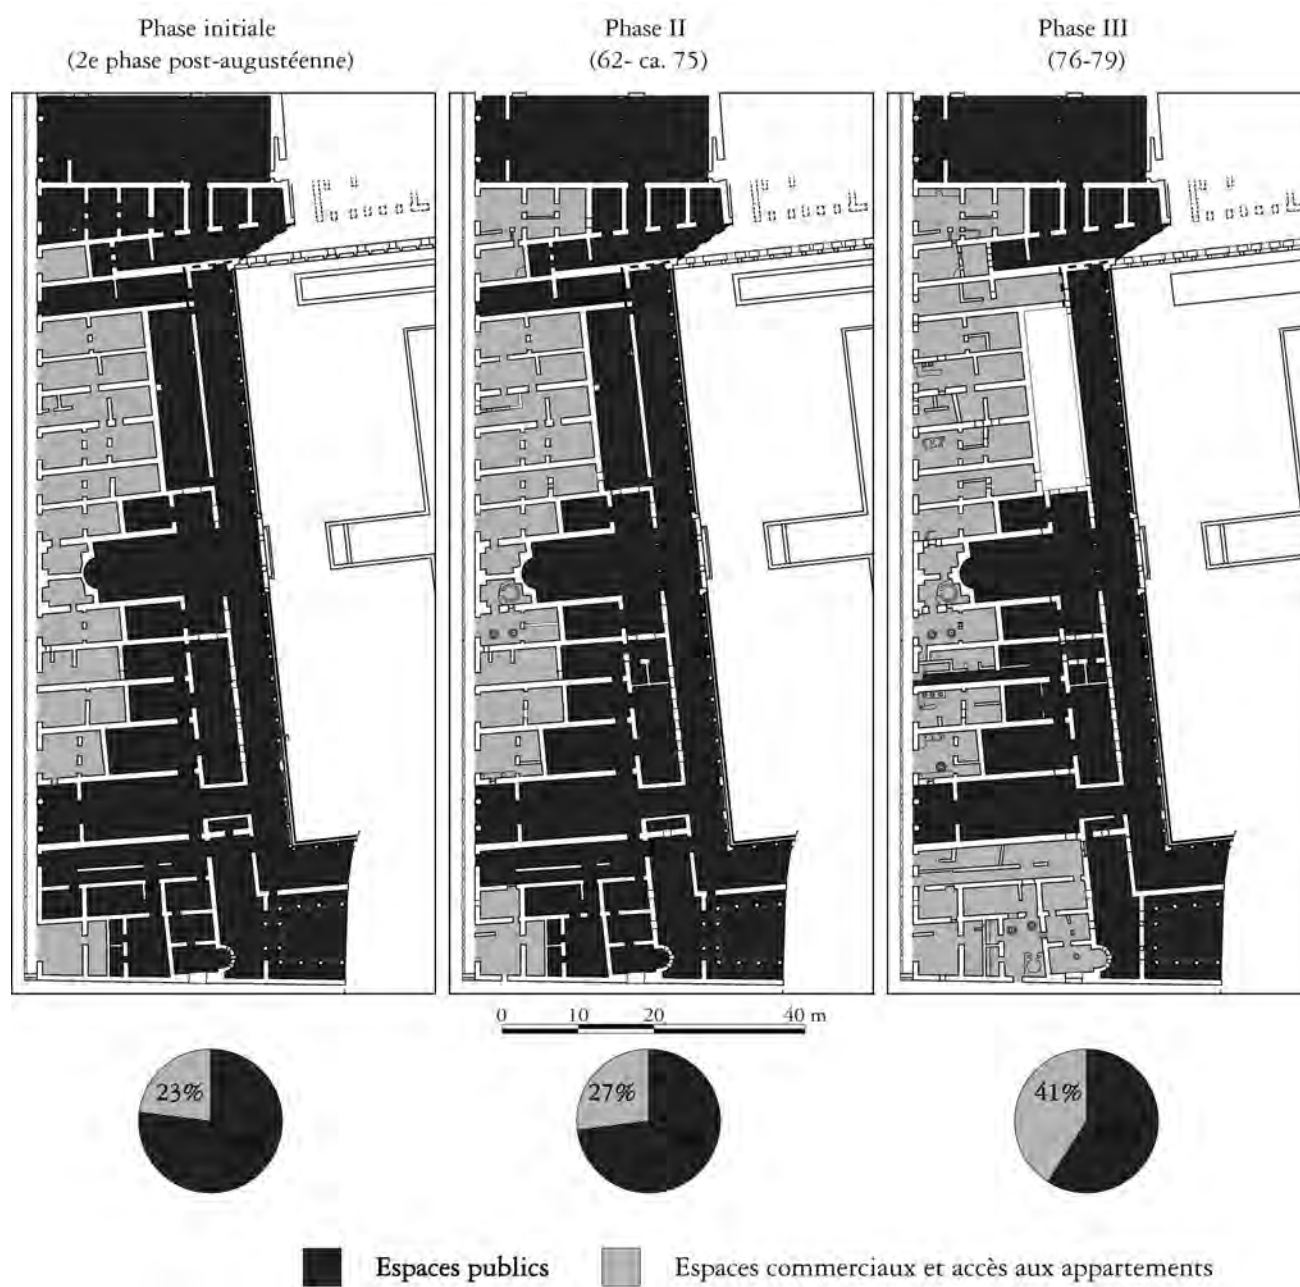 Phase initiale
(2e phase post-augustéenne)
Phase II
(62- ca. 75)
Phase III
(76-79)
0 10 20 40 m
23%
27%
41%
Espaces publics
Espaces commerciaux et accès aux appartements